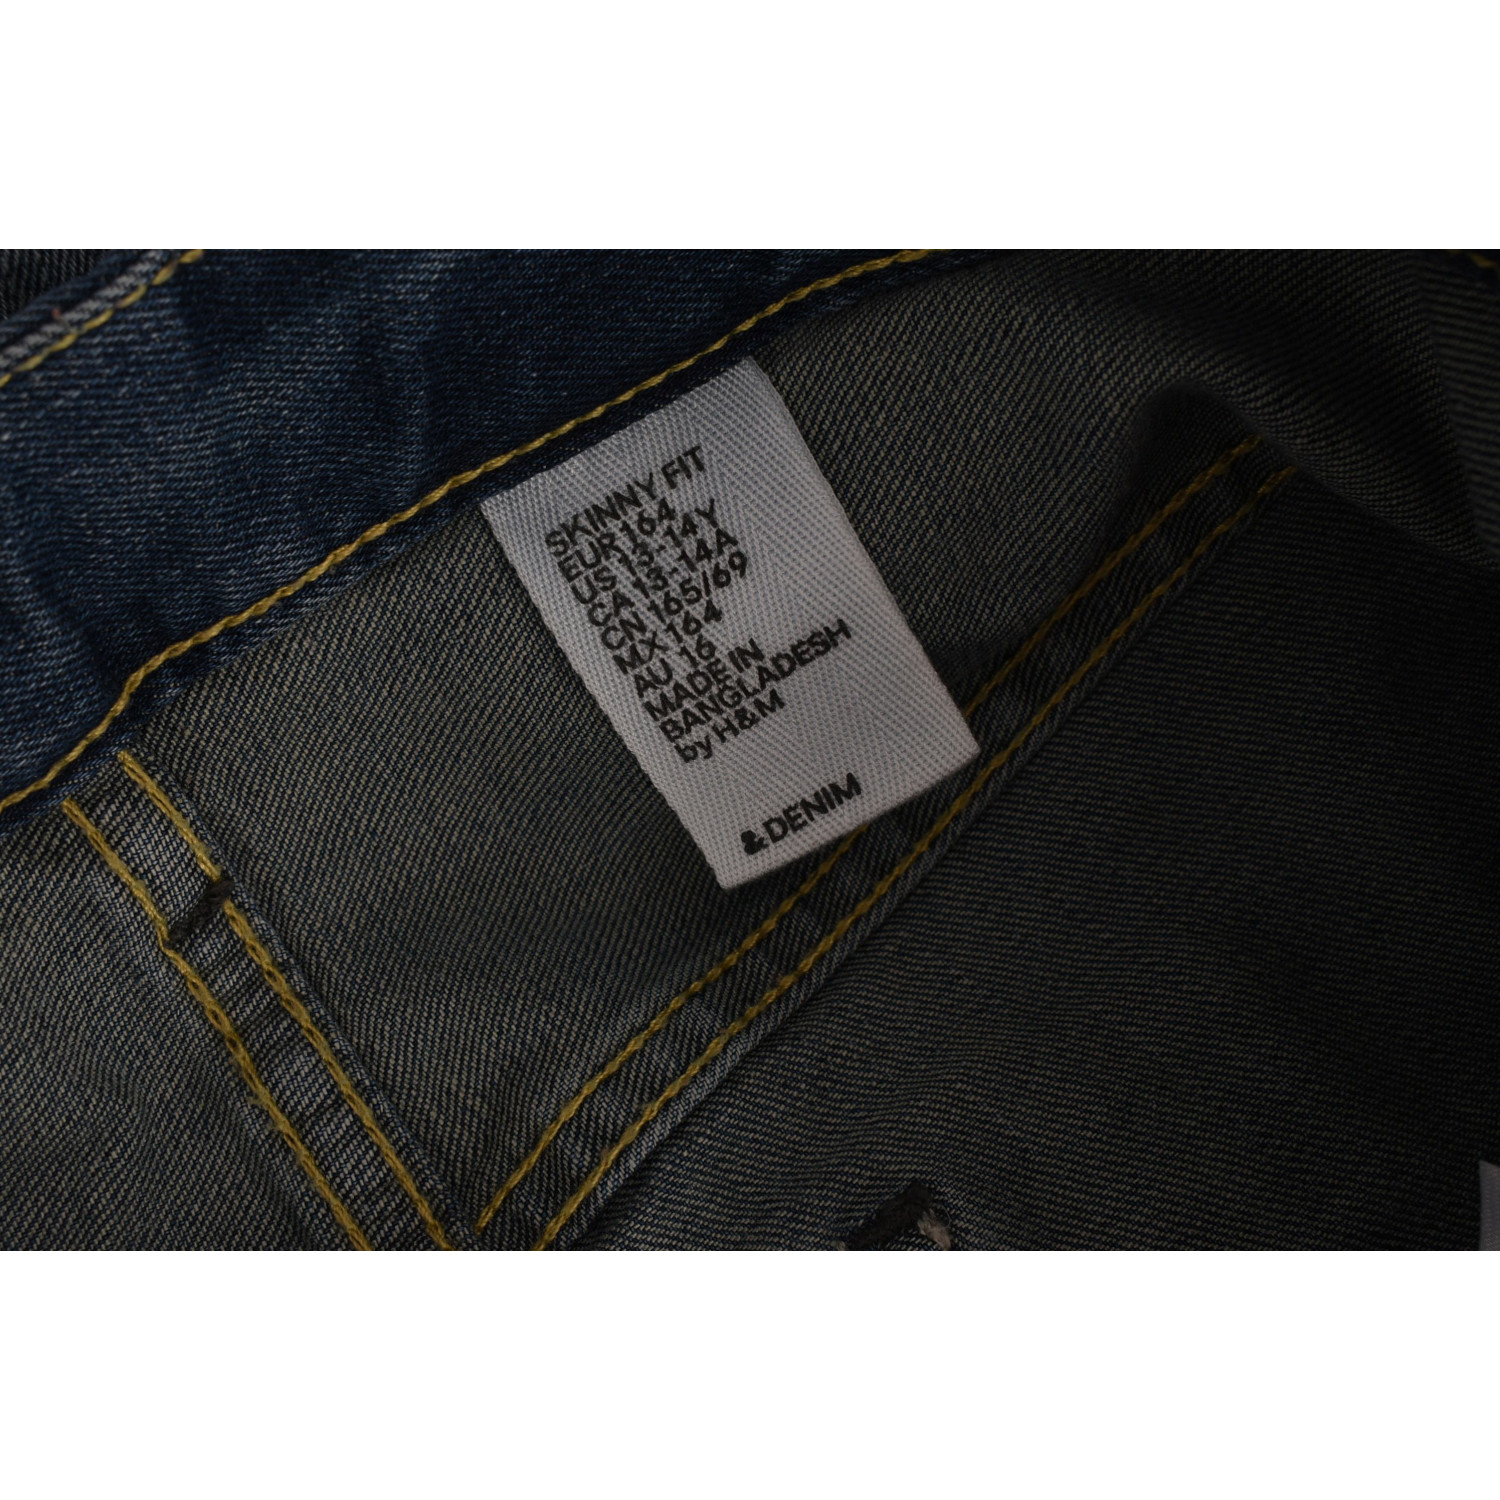 SKINNY FIT
EUR 164
US 13-14Y
CA 13-14A
CN 165/69
MX 164
AU 16
MADE IN
BANGLADESH
by H&M
& DENIM